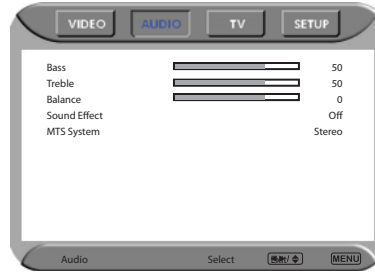 VIDEO AUDIO TV SETUP
Bass 50
Treble 50
Balance 0
Sound Effect Off
MTS System Stereo
Audio Select MENU